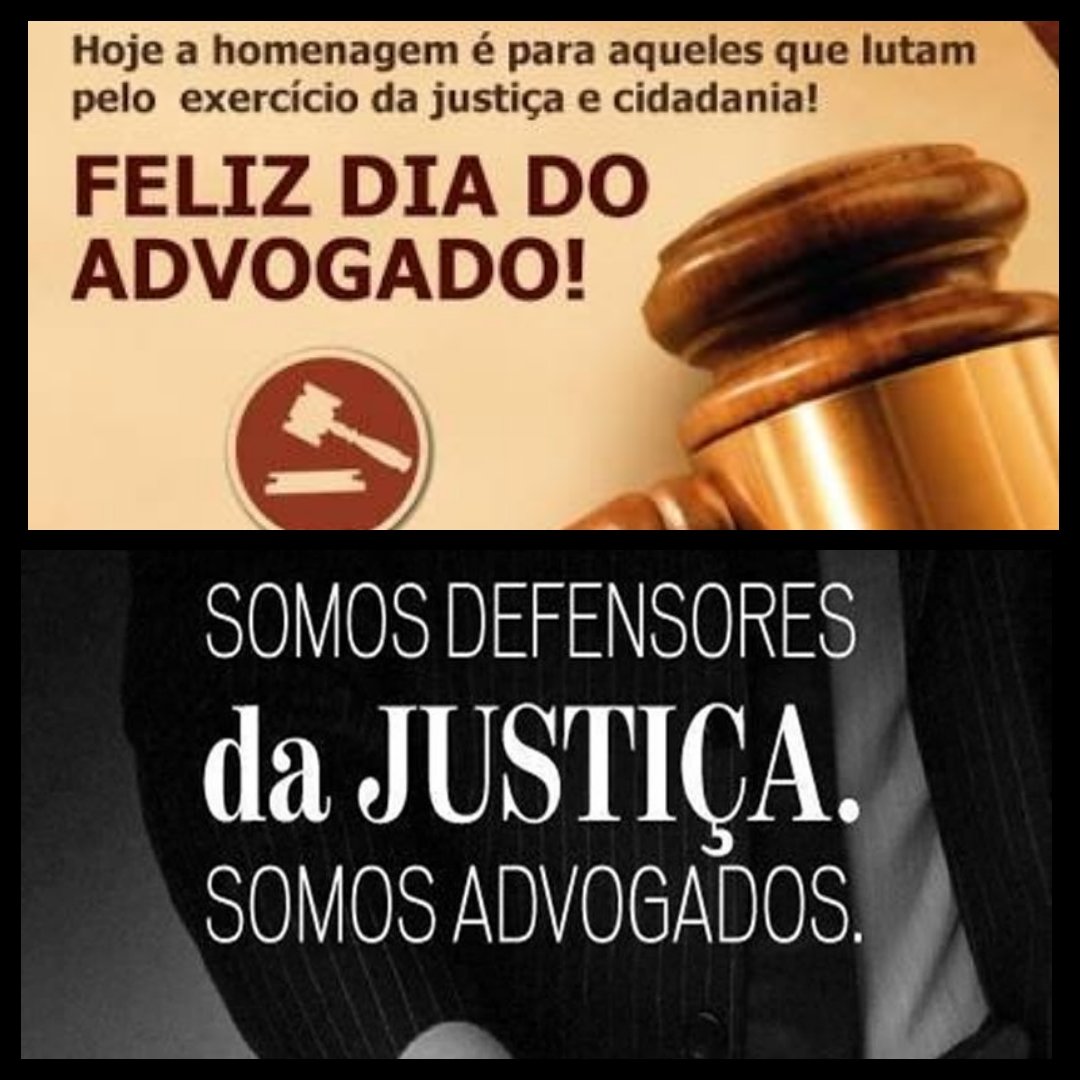 Hoje a homenagem é para aqueles que lutam
pelo exercício da justiça e cidadania!
FELIZ DIA DO
ADVOGADO!
SOMOS DEFENSORES
da JUSTIÇA.
SOMOS ADVOGADOS.